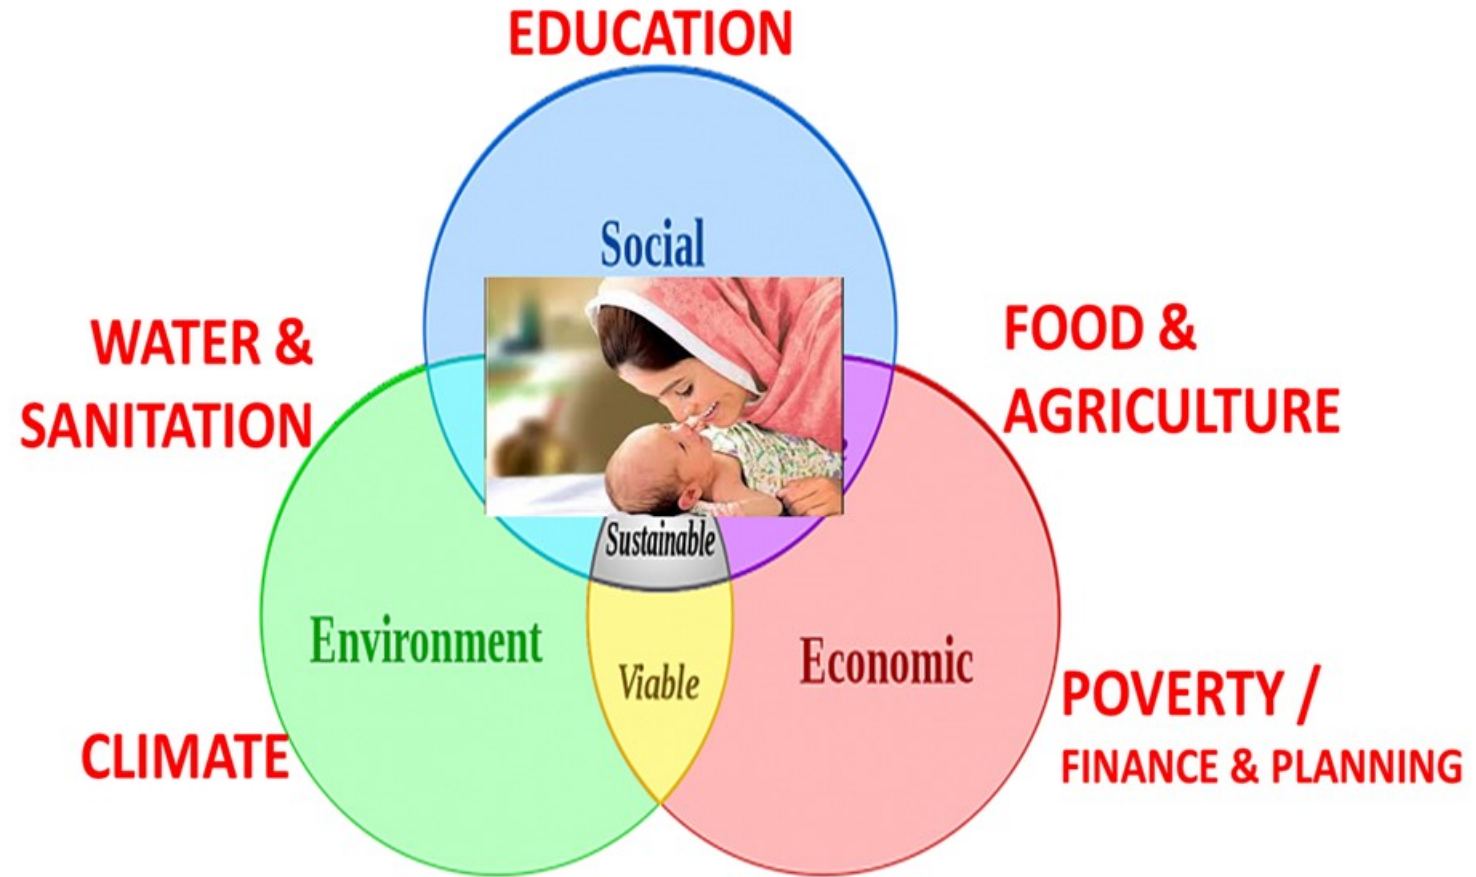 EDUCATION
Social
WATER &
SANITATION
FOOD &
AGRICULTURE
Sustainable
Environment
Viable
Economic
CLIMATE
POVERTY /
FINANCE & PLANNING